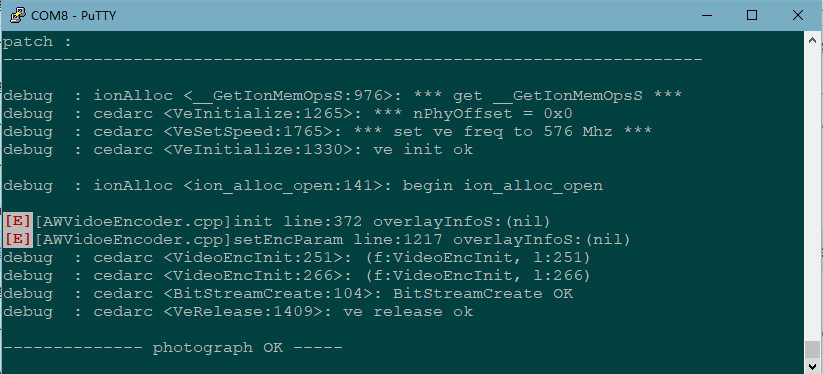 COM8 - PuTTY
patch :
----------------------------------------------------------------------
debug  : ionAlloc <__GetIonMemOpsS:976>: *** get __GetIonMemOpsS ***
debug  : cedarc <VeInitialize:1265>: *** nPhyOffset = 0x0
debug  : cedarc <VeSetSpeed:1765>: *** set ve freq to 576 Mhz ***
debug  : cedarc <VeInitialize:1330>: ve init ok
debug  : ionAlloc <ion_alloc_open:141>: begin ion_alloc_open
[E][AWVidoeEncoder.cpp]init line:372 overlayInfoS:(nil)
[E][AWVidoeEncoder.cpp]setEncParam line:1217 overlayInfoS:(nil)
debug  : cedarc <VideoEncInit:251>: (f:VideoEncInit, l:251)
debug  : cedarc <VideoEncInit:266>: (f:VideoEncInit, l:266)
debug  : cedarc <BitStreamCreate:104>: BitStreamCreate OK
debug  : cedarc <VeRelease:1409>: ve release ok
-------------- photograph OK -----